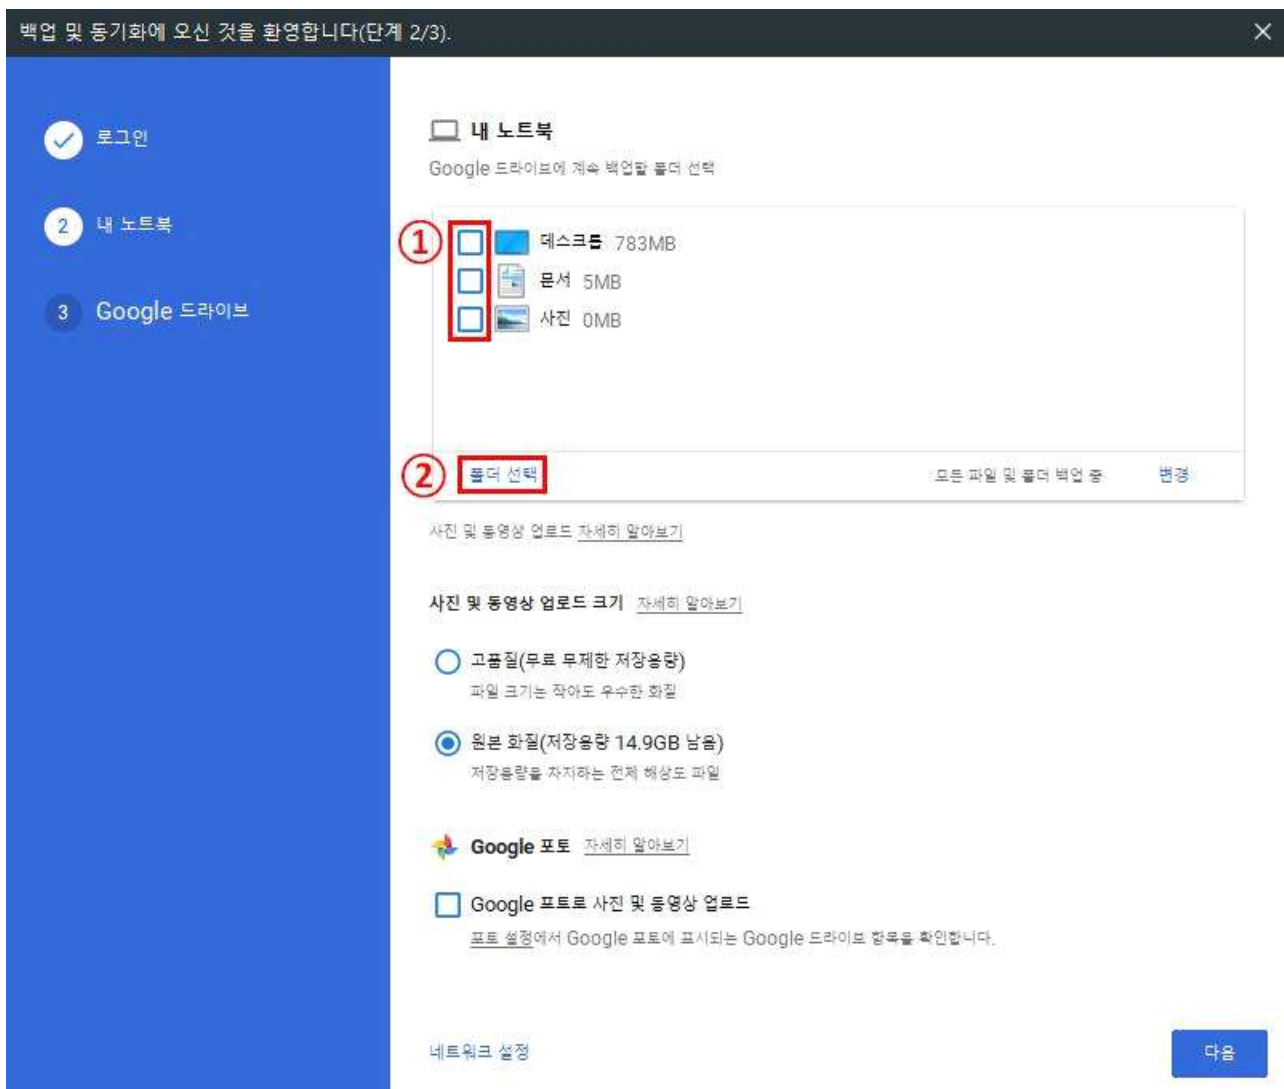 백업 및 동기화에 오신 것을 환영합니다(단계 2/3).
로그인
2 내 노트북
3 Google 드라이브
내 노트북
Google 드라이브에 계속 백업할 폴더 선택
①
데스크톱 783MB
문서 5MB
사진 0MB
② 폴더 선택 모든 파일 및 폴더 백업 중 변경
사진 및 동영상 업로드 자세히 알아보기
사진 및 동영상 업로드 크기 자세히 알아보기
고품질(무료 무제한 저장용량)
파일 크기는 작아도 우수한 화질
원본 화질(저장용량 14.9GB 남음)
저장용량을 차지하는 전체 해상도 파일
Google 포토 자세히 알아보기
Google 포토로 사진 및 동영상 업로드
포토 설정에서 Google 포토에 표시되는 Google 드라이브 항목을 확인합니다.
네트워크 설정 다음